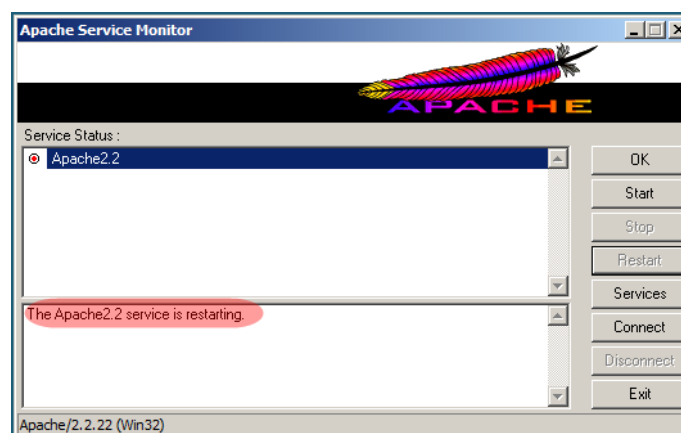 Apache Service Monitor
APACHE
Service Status :
Apache2.2
OK
Start
Stop
Restart
Services
The Apache2.2 service is restarting.
Connect
Disconnect
Exit
Apache/2.2.22 (Win32)